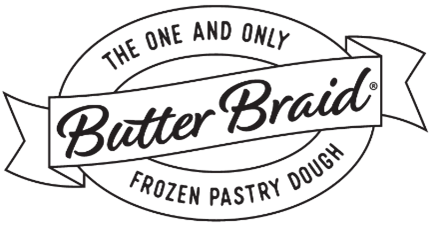 THE ONE AND ONLY
Butter Braid®
FROZEN PASTRY DOUGH